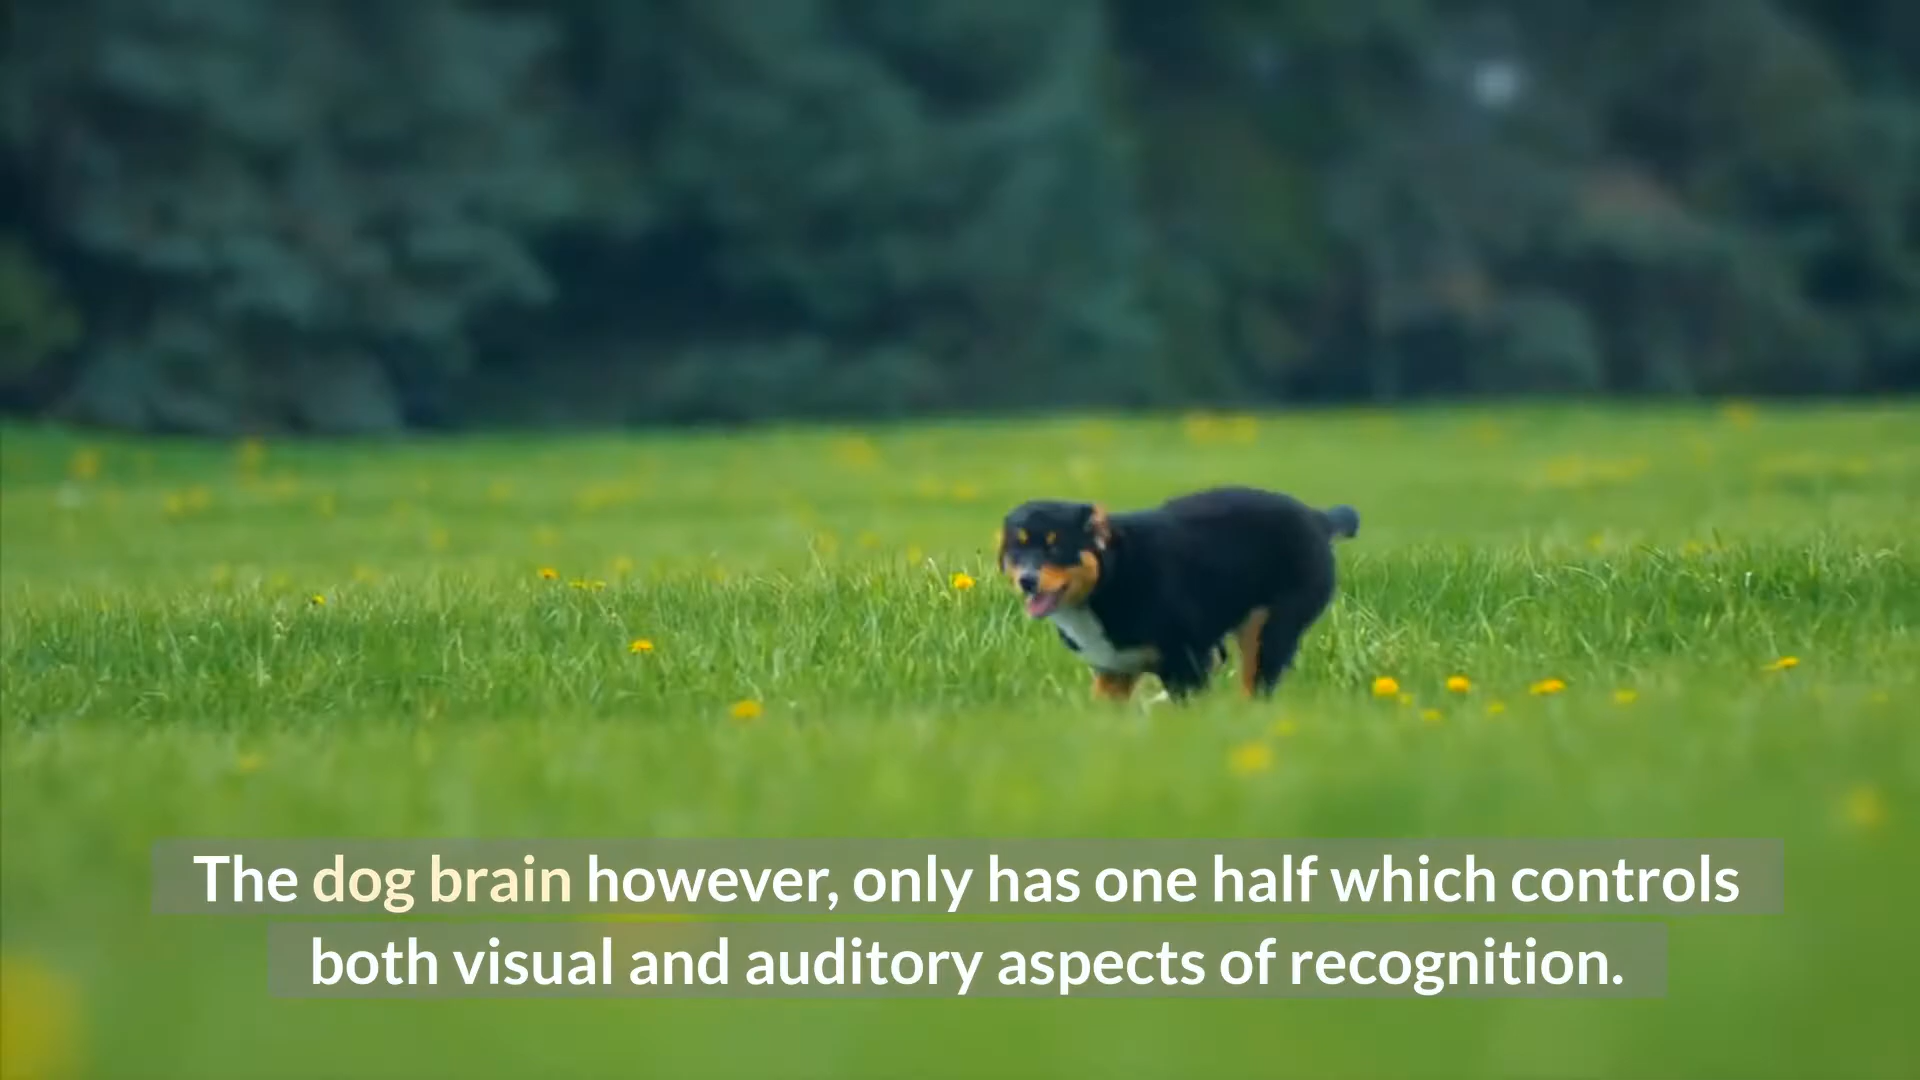 The dog brain however, only has one half which controls
both visual and auditory aspects of recognition.